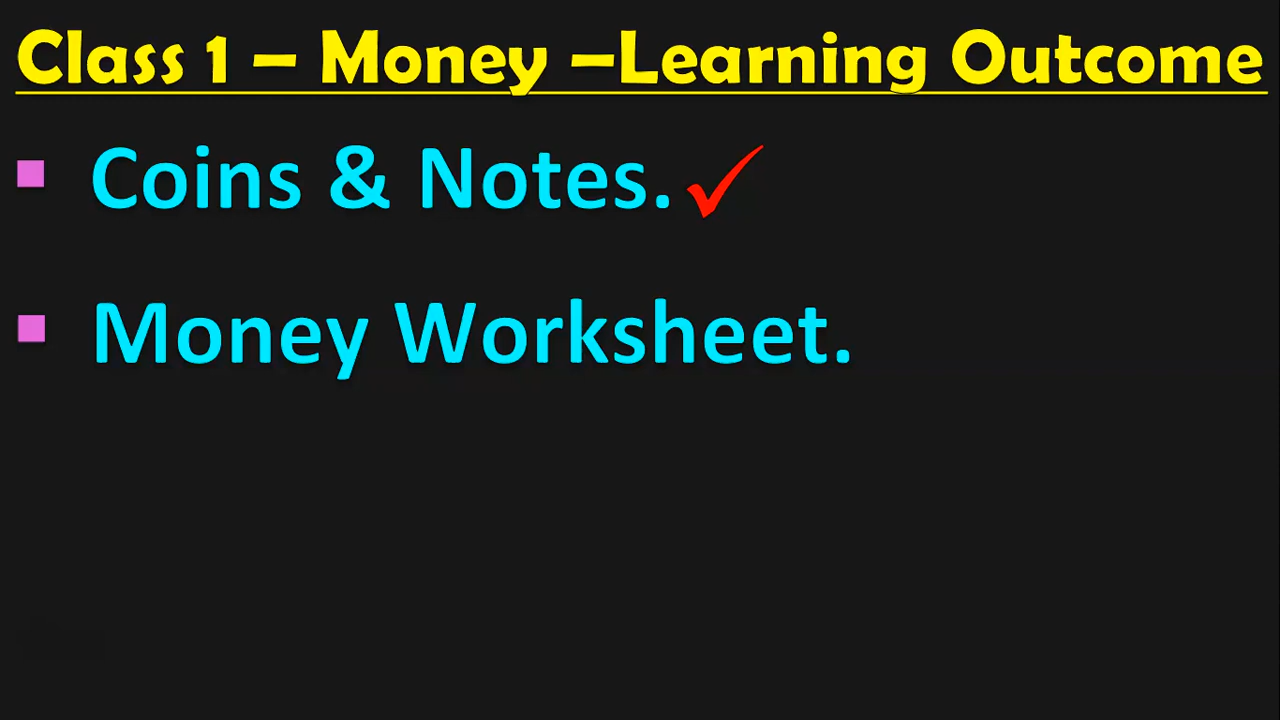 Class 1 – Money –Learning Outcome
Coins & Notes.
Money Worksheet.